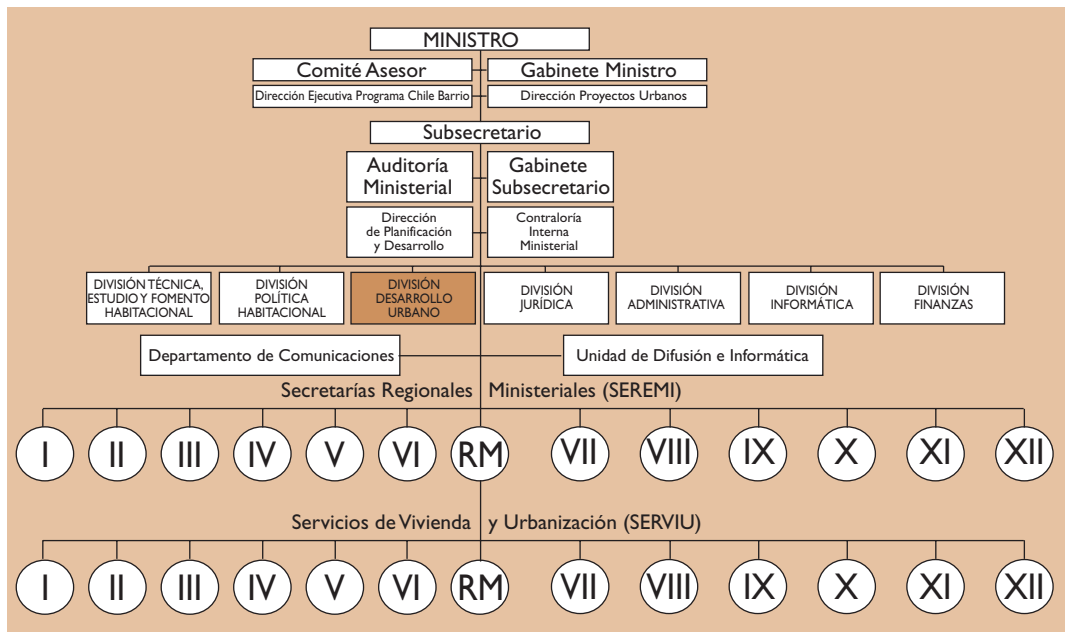 MINISTRO
Comité Asesor
Gabinete Ministro
Dirección Ejecutiva Programa Chile Barrio
Dirección Proyectos Urbanos
Subsecretario
Auditoría
Ministerial
Gabinete
Subsecretario
Dirección
de Planificación
y Desarrollo
Contraloría
Interna
Ministerial
DIVISIÓN TÉCNICA,
ESTUDIO Y FOMENTO
HABITACIONAL
DIVISIÓN
POLÍTICA
HABITACIONAL
DIVISIÓN
DESARROLLO
URBANO
DIVISIÓN
JURÍDICA
DIVISIÓN
ADMINISTRATIVA
DIVISIÓN
INFORMÁTICA
DIVISIÓN
FINANZAS
Departamento de Comunicaciones
Unidad de Difusión e Informática
Secretarías Regionales Ministeriales (SEREMI)
I II III IV V VI RM VII VIII IX X XI XII
Servicios de Vivienda y Urbanización (SERVIU)
I II III IV V VI RM VII VIII IX X XI XII